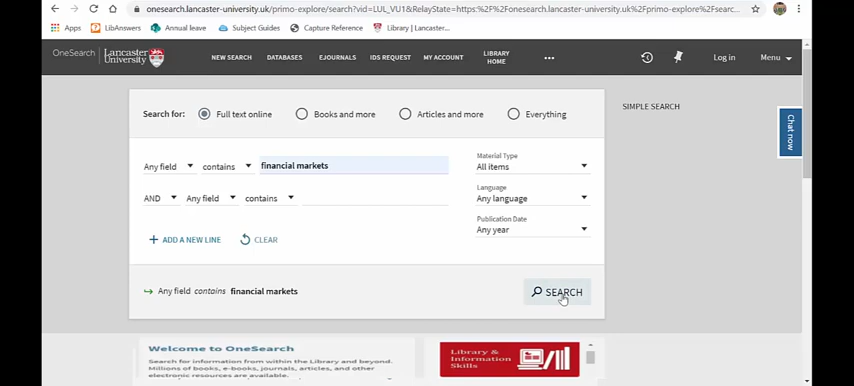 onesearch.lancaster-university.uk/primo-explore/search?vid=LUL_VU1&RelayState=https:%2F%2Fonesearch.lancaster-university.uk%2Fprimo-explore%2Fsearc...
Apps LibAnswers Annual leave Subject Guides Capture Reference Library | Lancaster...
OneSearch Lancaster University NEW SEARCH DATABASES EJOURNALS IDS REQUEST MY ACCOUNT LIBRARY HOME ... Log in Menu
Search for: Full text online Books and more Articles and more Everything
SIMPLE SEARCH
Chat now
Any field contains financial markets
Material Type
All items
AND Any field contains
Language
Any language
Publication Date
Any year
+ ADD A NEW LINE CLEAR
Any field contains financial markets
SEARCH
Welcome to OneSearch
Search for information from within the Library and beyond.
Millions of books, e-books, journals, articles, and other
electronic resources are available.
Library &
Information
Skills